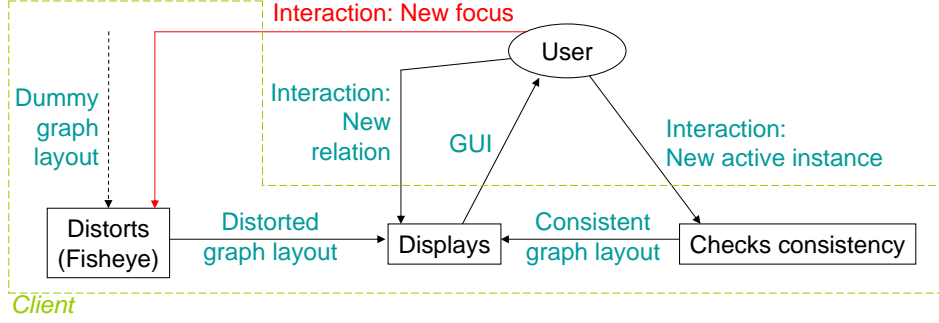 Interaction: New focus
User
Dummy
graph
layout
Interaction:
New
relation
GUI
Interaction:
New active instance
Distorts
(Fisheye)
Distorted
graph layout
Displays
Consistent
graph layout
Checks consistency
Client